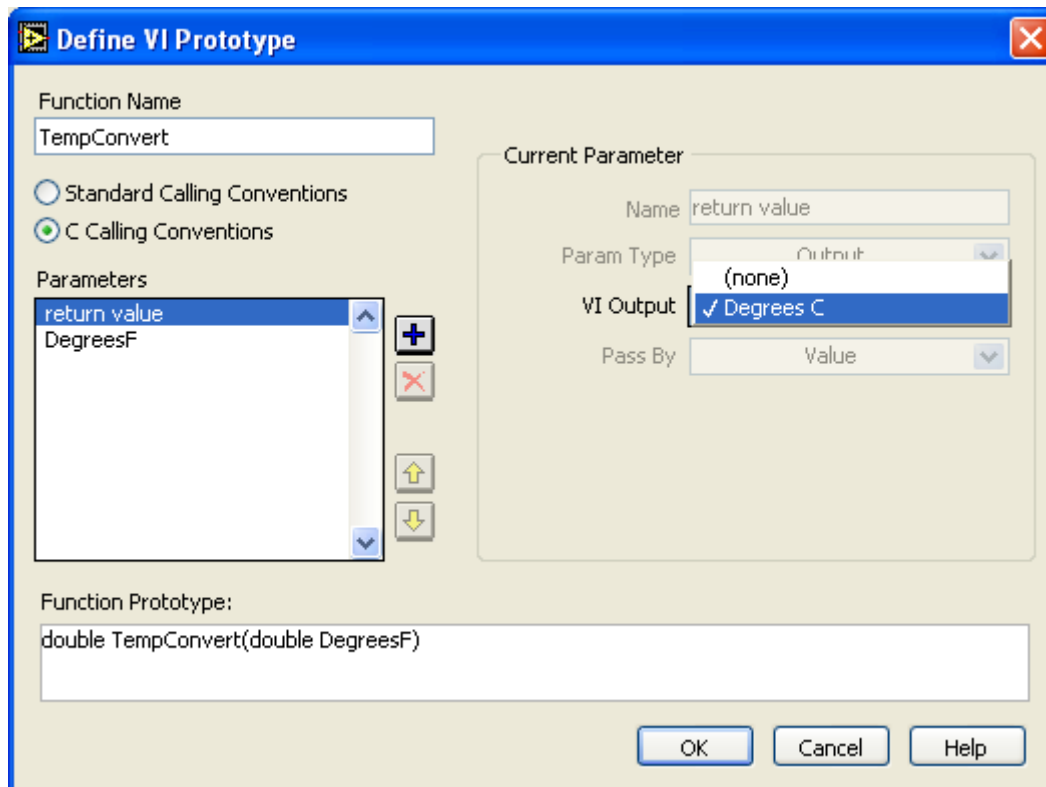 Define VI Prototype
Function Name
TempConvert
Standard Calling Conventions
C Calling Conventions
Parameters
return value
DegreesF
Current Parameter
Name return value
Param Type Output
(none)
VI Output ✓ Degrees C
Pass By Value
Function Prototype:
double TempConvert(double DegreesF)
OK Cancel Help